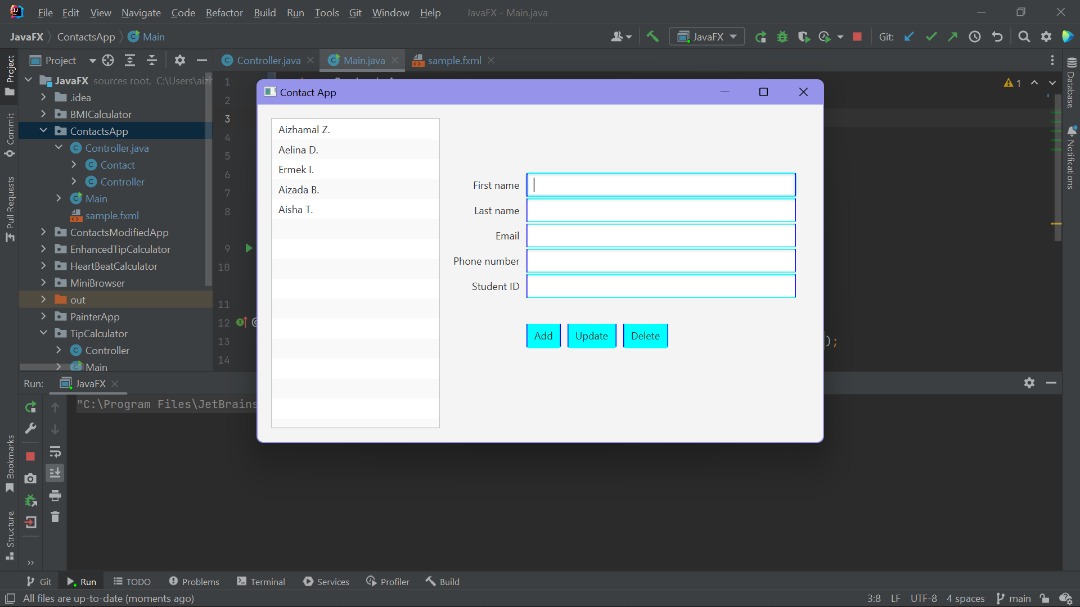 File Edit View Navigate Code Refactor Build Run Tools Git Window Help JavaFX - Main.java
JavaFX ContactsApp Main JavaFX Git:
Project Controller.java Main.java sample.fxml
JavaFX sources root, C:\Users\aiz
.idea
BMICalculator
ContactsApp
Controller.java
Contact
Controller
Main
sample.fxml
ContactsModifiedApp
EnhancedTipCalculator
HeartBeatCalculator
MiniBrowser
out
PainterApp
TipCalculator
Controller
Main
Project
Commit
Pull Requests
Bookmarks
Structure
1
2
3
4
5
6
7
8
9
10
11
12
13
14
);
1
Database
Notifications
Contact App
Aizhamal Z.
Aelina D.
Ermek I.
Aizada B.
Aisha T.
First name
Last name
Email
Phone number
Student ID
Add Update Delete
Run: JavaFX
"C:\Program Files\JetBrains
Git Run TODO Problems Terminal Services Profiler Build
All files are up-to-date (moments ago) 3:8 LF UTF-8 4 spaces main